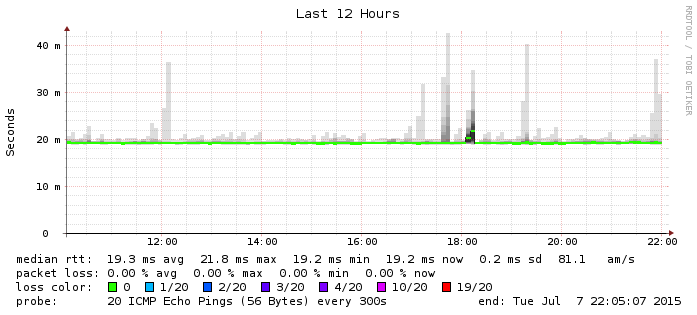 Last 12 Hours
RRDTOOL / TOBI OETIKER
Seconds
40 m
30 m
20 m
10 m
0
12:00 14:00 16:00 18:00 20:00 22:00
median rtt: 19.3 ms avg 21.8 ms max 19.2 ms min 19.2 ms now 0.2 ms sd 81.1 am/s
packet loss: 0.00 % avg 0.00 % max 0.00 % min 0.00 % now
loss color: 0 1/20 2/20 3/20 4/20 10/20 19/20
probe: 20 ICMP Echo Pings (56 Bytes) every 300s end: Tue Jul 7 22:05:07 2015